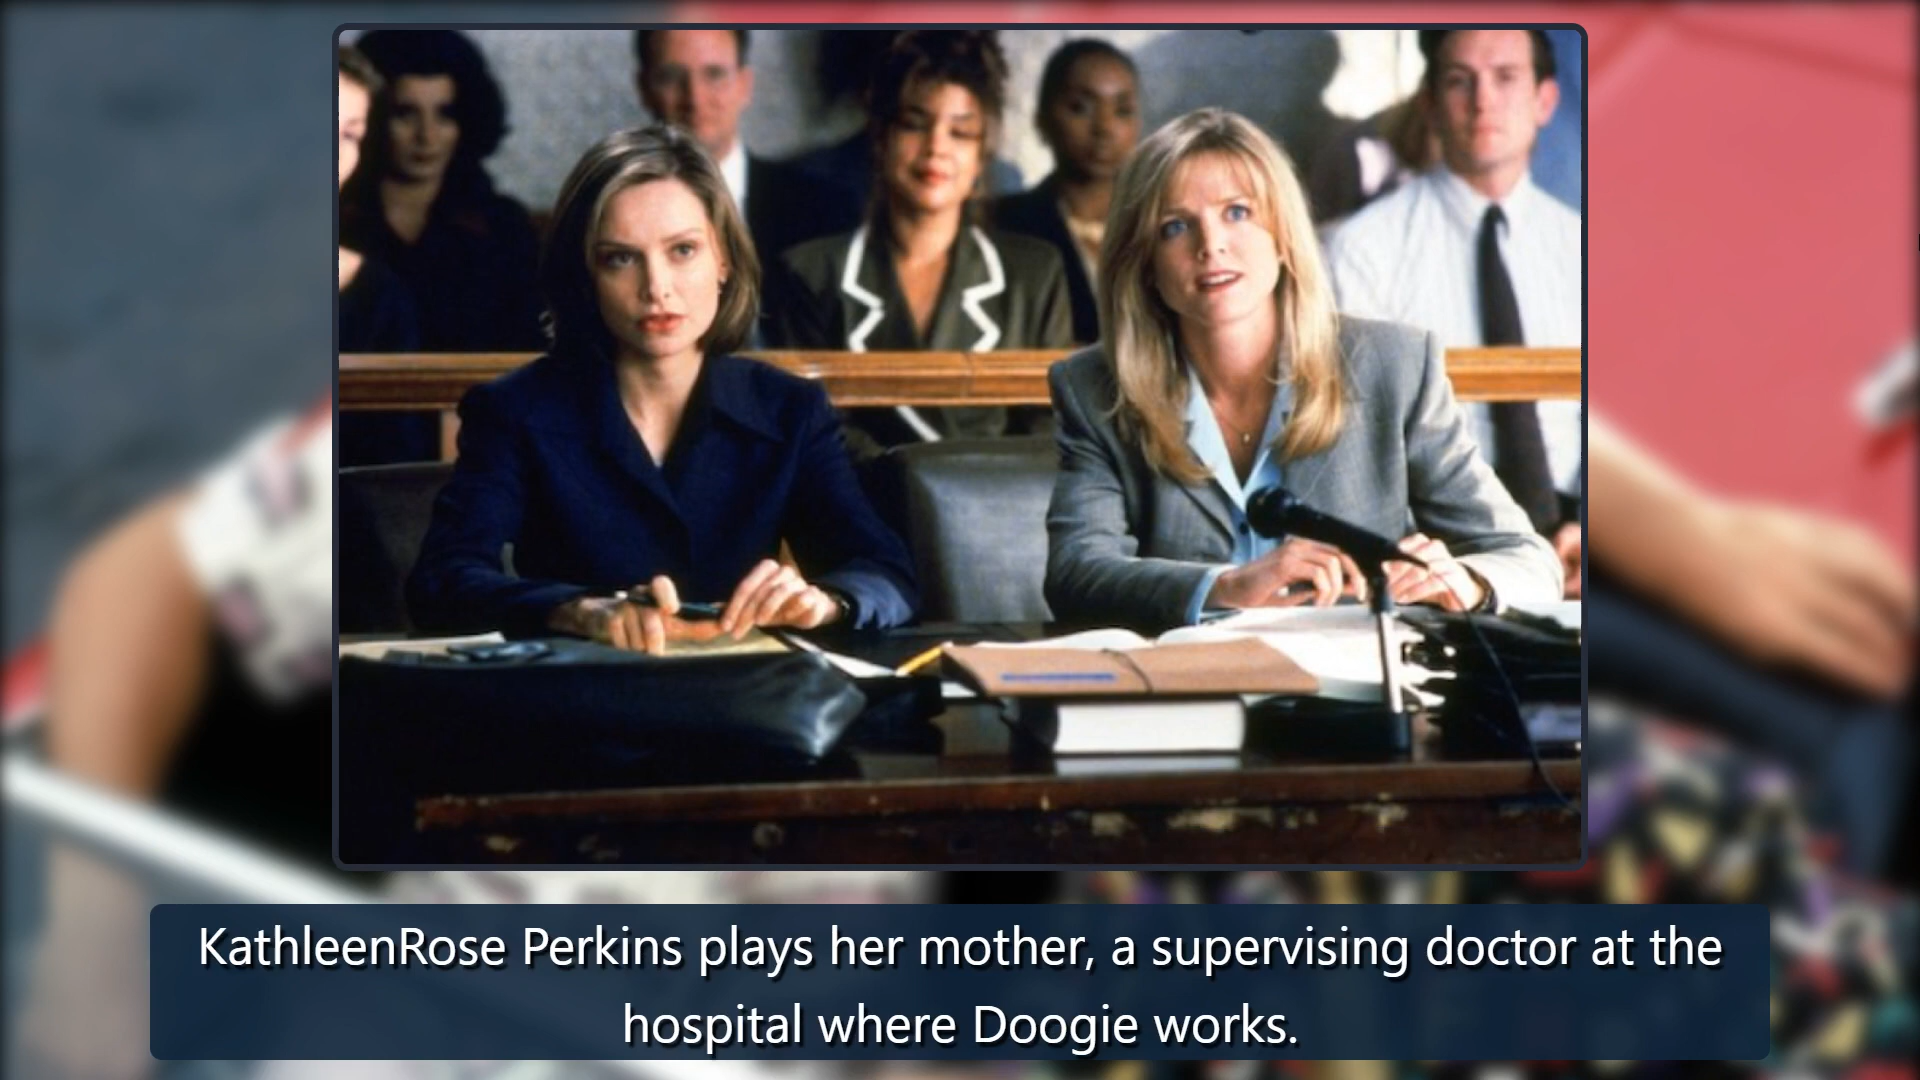 KathleenRose Perkins plays her mother, a supervising doctor at the
hospital where Doogie works.